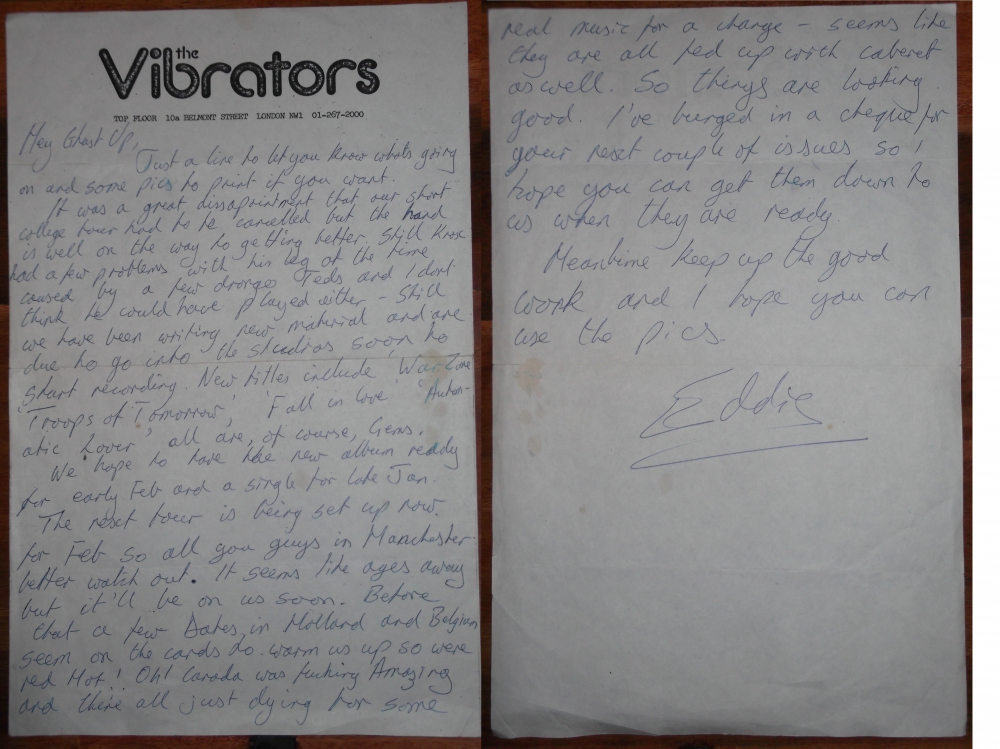 the
Vibrators
TOP FLOOR 10a BELMONT STREET LONDON NW1 01-267-2000
Hey Ghast Up,
Just a line to let you know whats going
on and some pics to print if you want.
It was a great dissapointment that our short
college tour had to be cancelled but the hand
is well on the way to getting better. Still Knox
had a few problems with his leg at the time
caused by a few drongo Teds and I dont
think he could have played either - Still
we have been writing new material and are
due to go into the studios soon to
start recording. New titles include 'War Zone'
'Troops of Tomorrow', 'Fall in love' 'Autom-
atic Lover' all are, of course, Gems.
We hope to have the new album ready
for early Feb and a single for late Jan.
The next tour is being set up now.
for Feb so all you guys in Manchester
better watch out. It seems like ages away
but it'll be on us soon. Before
that a few Dates in Holland and Belgium
seem on the cards to warm us up so were
red Hot! Oh! Canada was fucking Amazing
and there all just dying for some
real music for a change - seems like
they are all fed up with caberet
aswell. So things are looking
good. I've bunged in a cheque for
your next couple of issues so I
hope you can get them down to
us when they are ready
Meantime keep up the good
work and I hope you can
use the pics.
Eddie